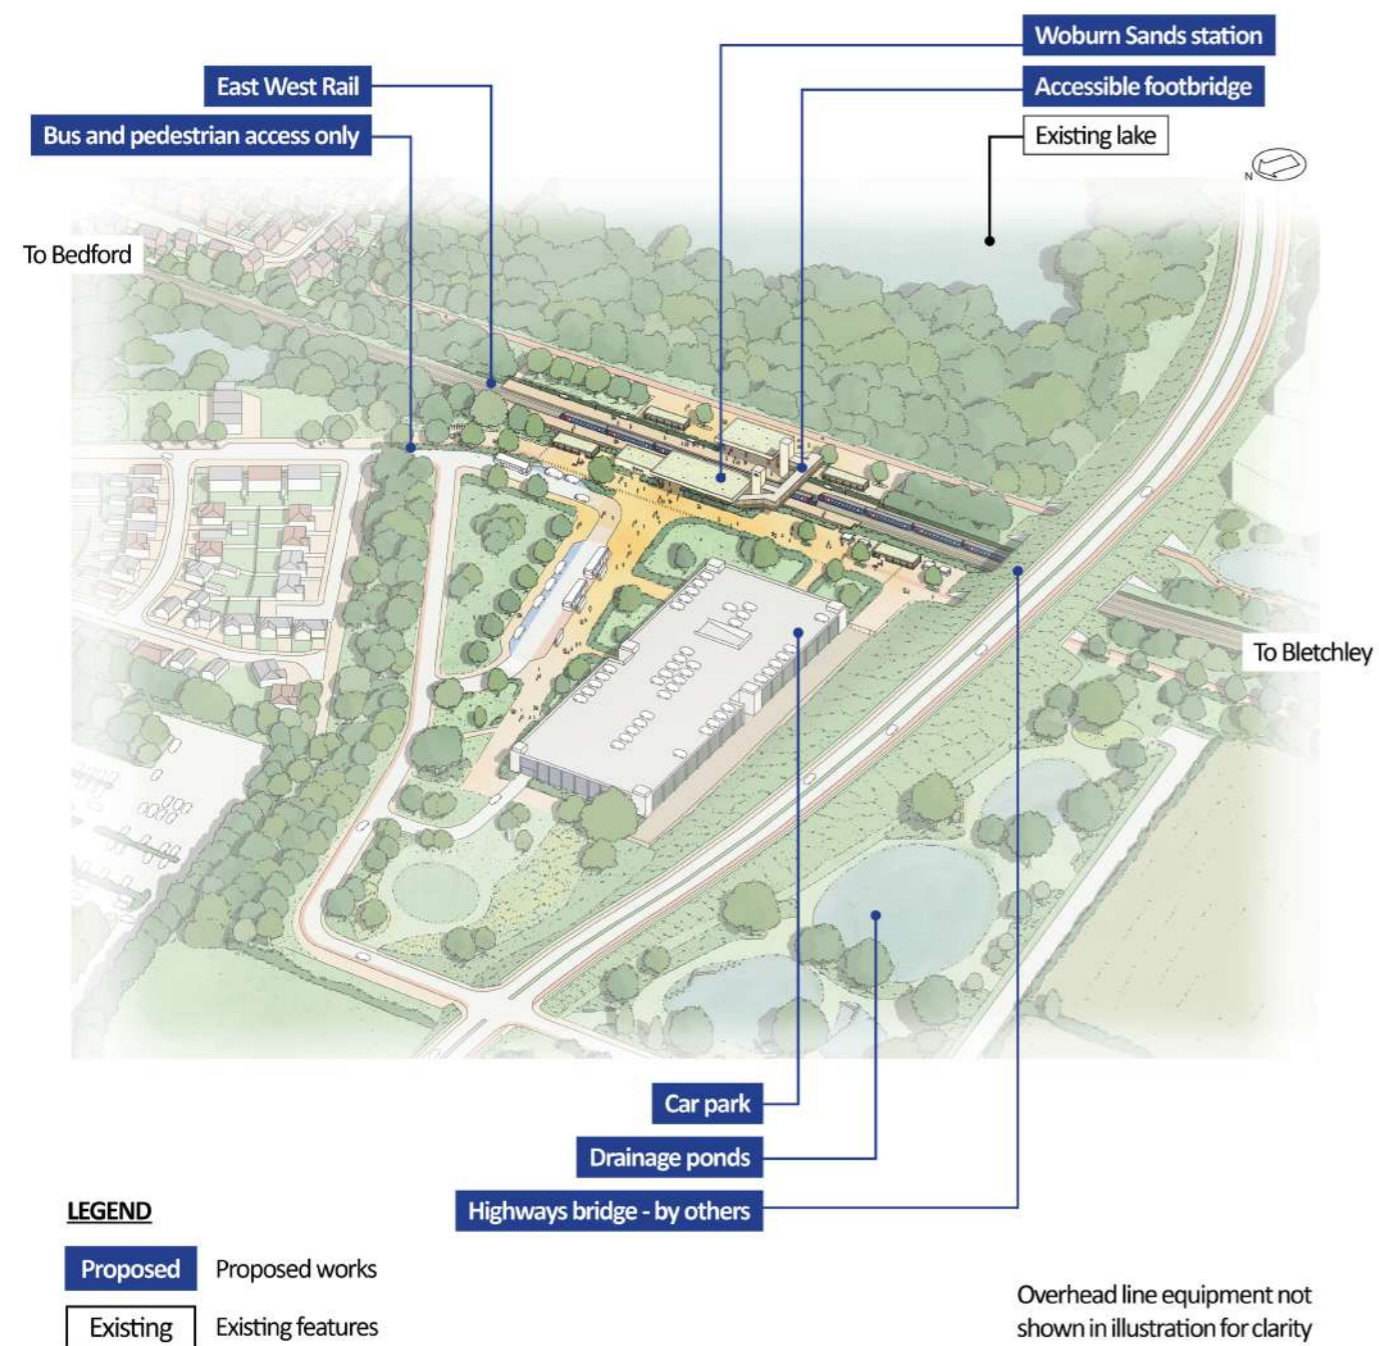 Woburn Sands station
East West Rail
Accessible footbridge
Bus and pedestrian access only
Existing lake
N
To Bedford
To Bletchley
Car park
Drainage ponds
Highways bridge - by others
LEGEND
Proposed Proposed works
Existing Existing features
Overhead line equipment not
shown in illustration for clarity